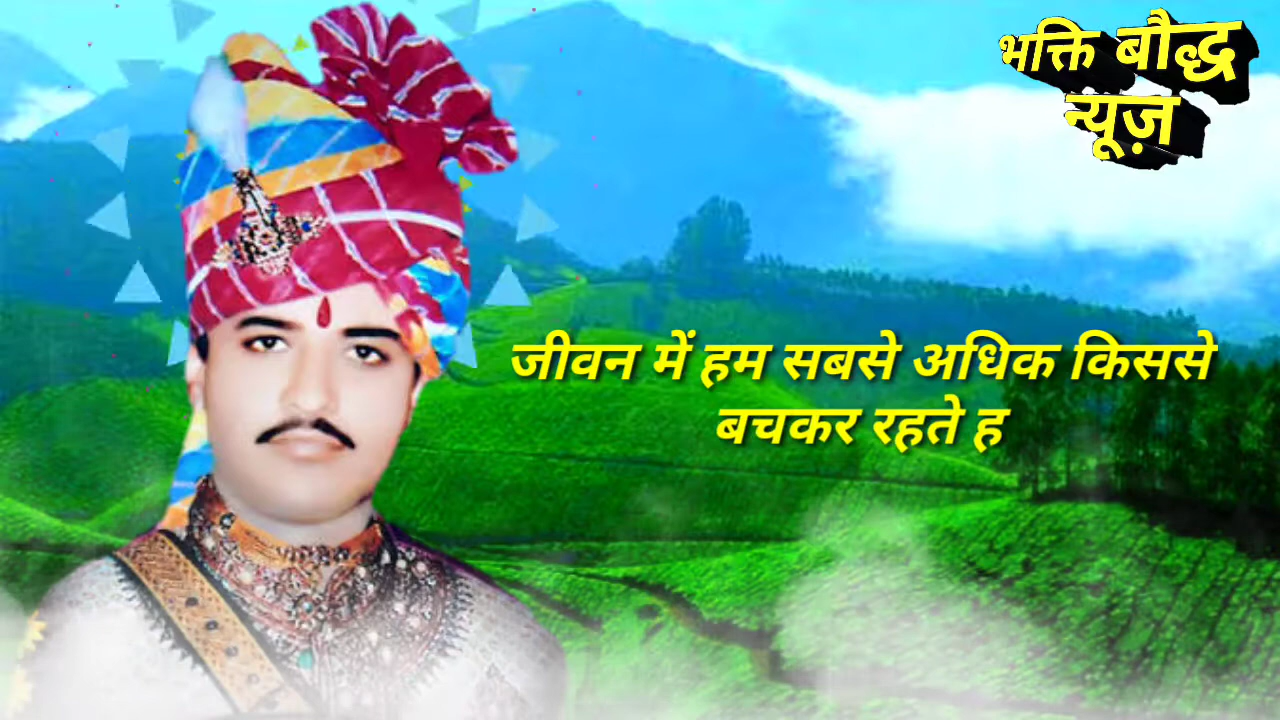 भक्ति बौद्ध
न्यूज़
जीवन में हम सबसे अधिक किससे
बचकर रहते ह